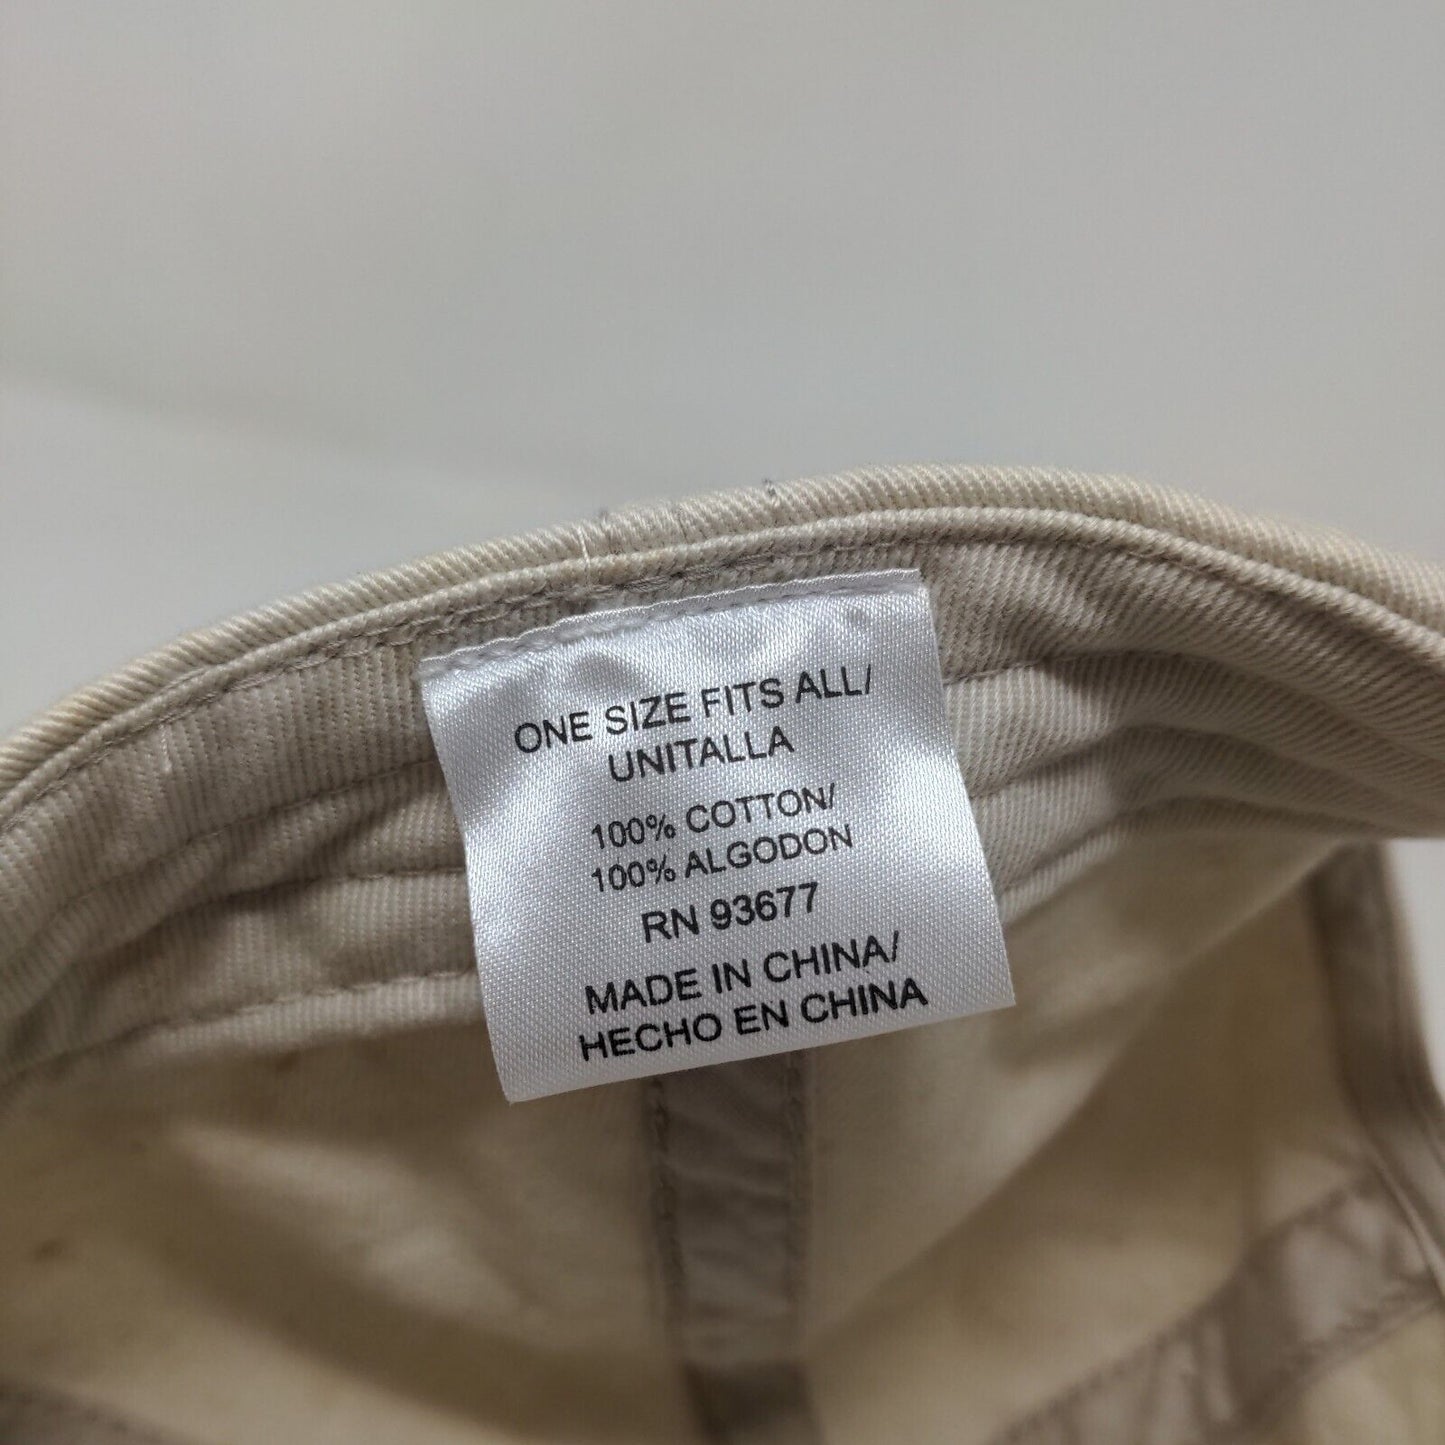 ONE SIZE FITS ALL/
UNITALLA
100% COTTON/
100% ALGODON
RN 93677
MADE IN CHINA/
HECHO EN CHINA